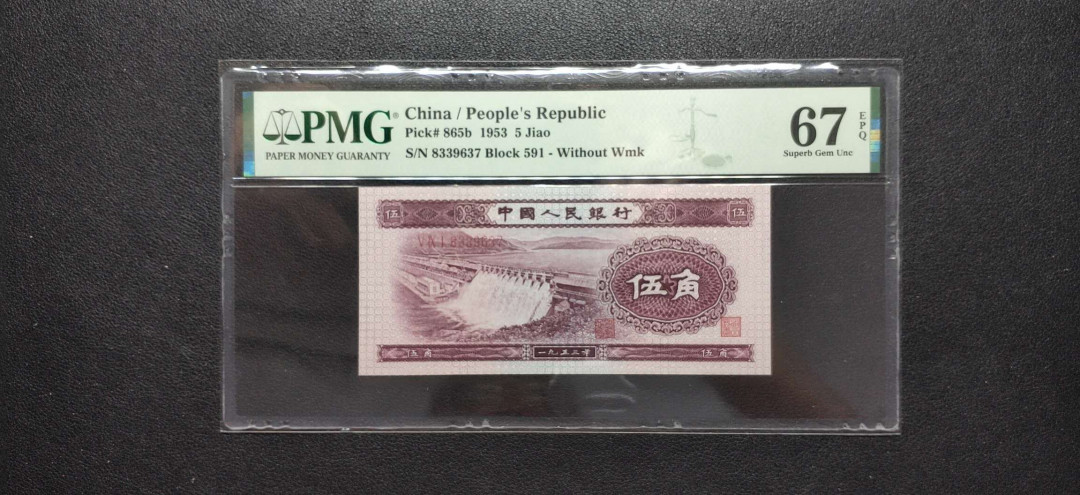 PMG
PAPER MONEY GUARANTY
China / People's Republic
Pick# 865b 1953 5 Jiao
S/N 8339637 Block 591 - Without Wmk
67
EPQ
Superb Gem Unc
伍 中國人民銀行 伍
8339637
伍角
伍角 一九五三年 伍角